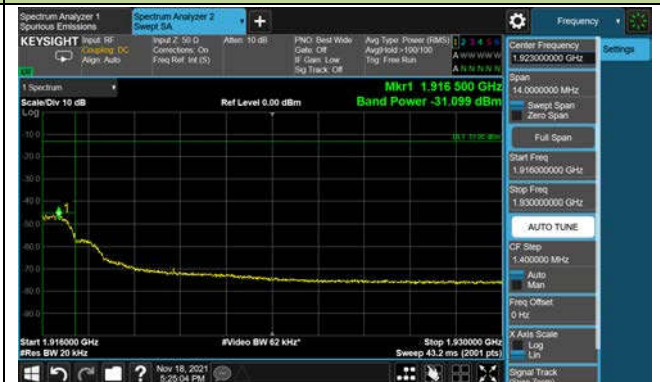 Spectrum Analyzer 1
Spurious Emissions
Spectrum Analyzer 2
Swept SA
+
Frequency
KEYSIGHT
Input: RF
Coupling: DC
Align: Auto
Input Z: 50 Ω
Corrections: On
Freq Ref: Int (S)
Atten: 10 dB
PNO: Best Wide
Gate: Off
IF Gain: Low
Sig Track: Off
Avg Type: Power (RMS)
Avg|Hold:>100/100
Trig: Free Run
1 2 3 4 5 6
A W W W W W
A N N N N N
1 Spectrum
Scale/Div 10 dB
Log
Ref Level 0.00 dBm
Mkr1 1.916 500 GHz
Band Power -31.099 dBm
1
Start 1.916000 GHz
#Res BW 20 kHz
#Video BW 62 kHz*
Stop 1.930000 GHz
Sweep 43.2 ms (2001 pts)
Center Frequency
1.923000000 GHz
Span
14.0000000 MHz
Swept Span
Zero Span
Full Span
Start Freq
1.916000000 GHz
Stop Freq
1.930000000 GHz
AUTO TUNE
CF Step
1.400000 MHz
Auto
Man
Freq Offset
0 Hz
X Axis Scale
Log
Lin
Signal Track
Settings
Nov 18, 2021
5:25:04 PM